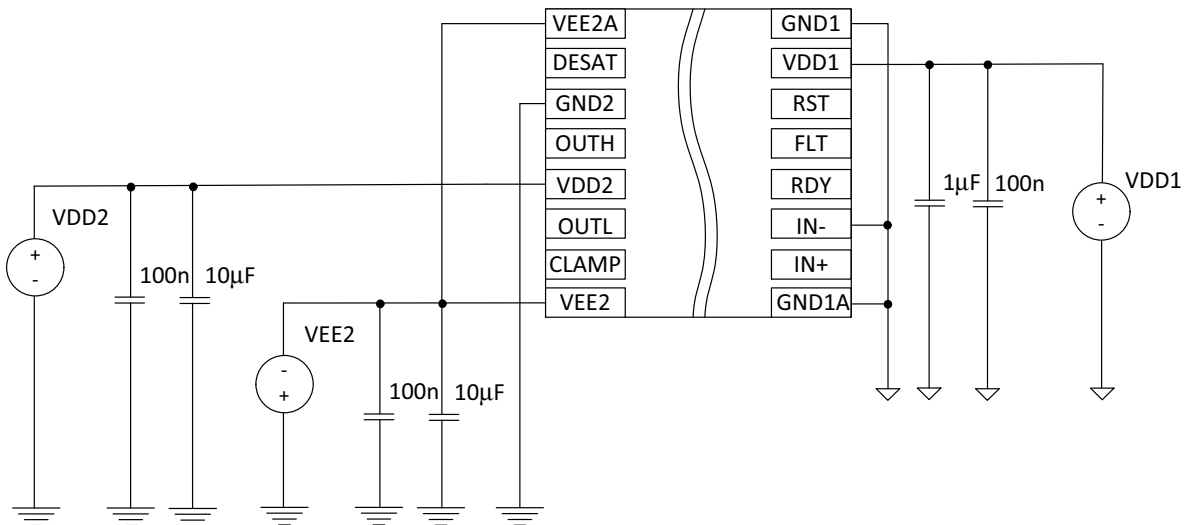 VEE2A
DESAT
GND2
OUTH
VDD2
OUTL
CLAMP
VEE2
GND1
VDD1
RST
FLT
RDY
IN-
IN+
GND1A
VDD2
+
-
100n
10μF
VEE2
-
+
100n
10μF
1μF
100n
VDD1
+
-